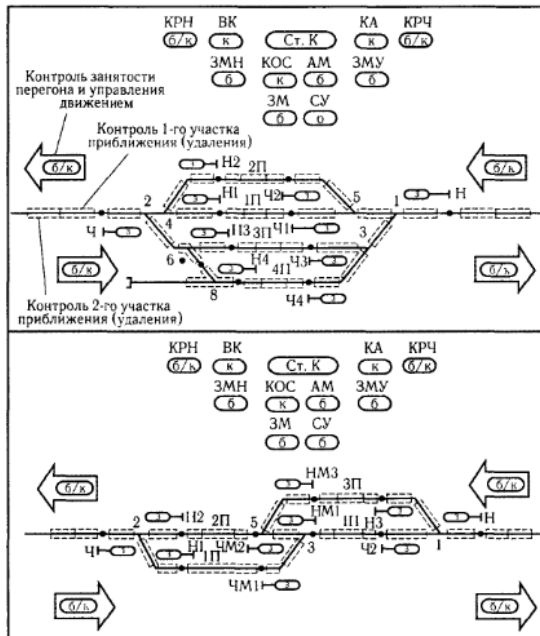 КРН ВК КА КРЧ
б/к к Ст. К к б/к
ЗМН КОС АМ ЗМУ
б к б б
ЗМ СУ
б о
Контроль занятости
перегона и управления
движением
Контроль 1-го участка
приближения (удаления)
б/к б/к
Н2 2П
Н1 1П Ч2 5 1 Н
2 4
Ч Н3 3П Ч1 3
6 Н4 4П Ч3
б/к б/к
8 Ч4
Контроль 2-го участка
приближения (удаления)
КРН ВК КА КРЧ
б/к к Ст. К к б/к
ЗМН КОС АМ ЗМУ
б к б б
ЗМ СУ
б б
б/к б/к
НМ3 3П
2 Н2 2П 5 НМ1 1П Н3 Н
Ч Н1 1П ЧМ2 3 Ч2 1
ЧМ1
б/к б/к